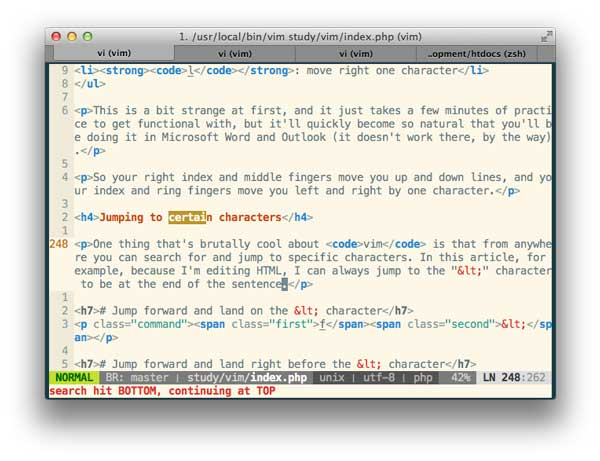 1. /usr/local/bin/vim study/vim/index.php (vim)
vi (vim) vi (vim) vi (vim) ..opment/htdocs (zsh)
9 <li><strong><code>l</code></strong>: move right one character</li>
8 </ul>
7
6 <p>This is a bit strange at first, and it just takes a few minutes of practi
ce to get functional with, but it'll quickly become so natural that you'll b
e doing it in Microsoft Word and Outlook (it doesn't work there, by the way)
.</p>
5
4 <p>So your right index and middle fingers move you up and down lines, and yo
ur index and ring fingers move you left and right by one character.</p>
3
2 <h4>Jumping to certain characters</h4>
1
248 <p>One thing that's brutally cool about <code>vim</code> is that from anywhe
re you can search for and jump to specific characters. In this article, for
example, because I'm editing HTML, I can always jump to the "&lt;" character
to be at the end of the sentence.</p>
1
2 <h7># Jump forward and land on the &lt; character</h7>
3 <p class="command"><span class="first">f</span><span class="second">&lt;</sp
an></p>
4
5 <h7># Jump forward and land right before the &lt; character</h7>
NORMAL BR: master | study/vim/index.php unix | utf-8 | php 42% LN 248:262
search hit BOTTOM, continuing at TOP